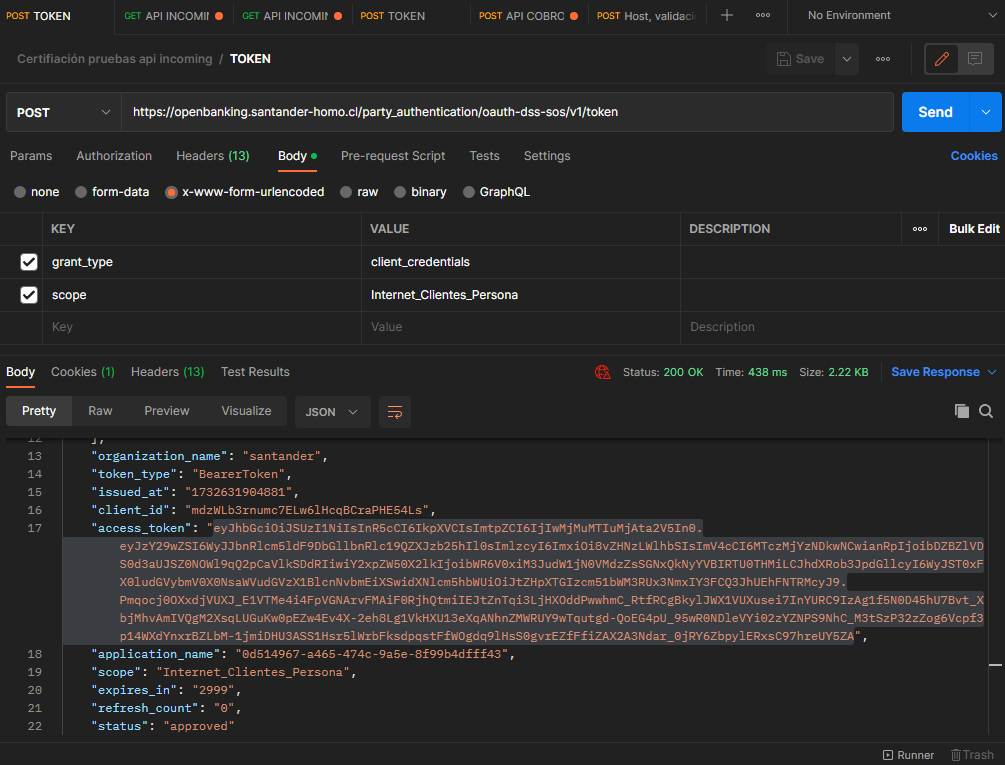 POST TOKEN
GET API INCOMIN
GET API INCOMIN
POST TOKEN
POST API COBRO
POST Host, validaci
No Environment
Certifiación pruebas api incoming / TOKEN
Save
POST
https://openbanking.santander-homo.cl/party_authentication/oauth-dss-sos/v1/token
Send
Params Authorization Headers (13) Body Pre-request Script Tests Settings Cookies
none form-data x-www-form-urlencoded raw binary GraphQL
KEY VALUE DESCRIPTION Bulk Edit
grant_type client_credentials
scope Internet_Clientes_Persona
Key Value Description
Body Cookies (1) Headers (13) Test Results Status: 200 OK Time: 438 ms Size: 2.22 KB Save Response
Pretty Raw Preview Visualize JSON
12 ],
13 "organization_name": "santander",
14 "token_type": "BearerToken",
15 "issued_at": "1732631904881",
16 "client_id": "mdzWLb3rnumc7ELw6lHcqBCraPHE54Ls",
17 "access_token": "eyJhbGciOiJSUzI1NiIsInR5cCI6IkpXVCIsImtpZCI6IjIwMjMuMTIuMjAta2V5In0.
18 "application_name": "0d514967-a465-474c-9a5e-8f99b4dfff43",
19 "scope": "Internet_Clientes_Persona",
20 "expires_in": "2999",
21 "refresh_count": "0",
22 "status": "approved"
Runner Trash